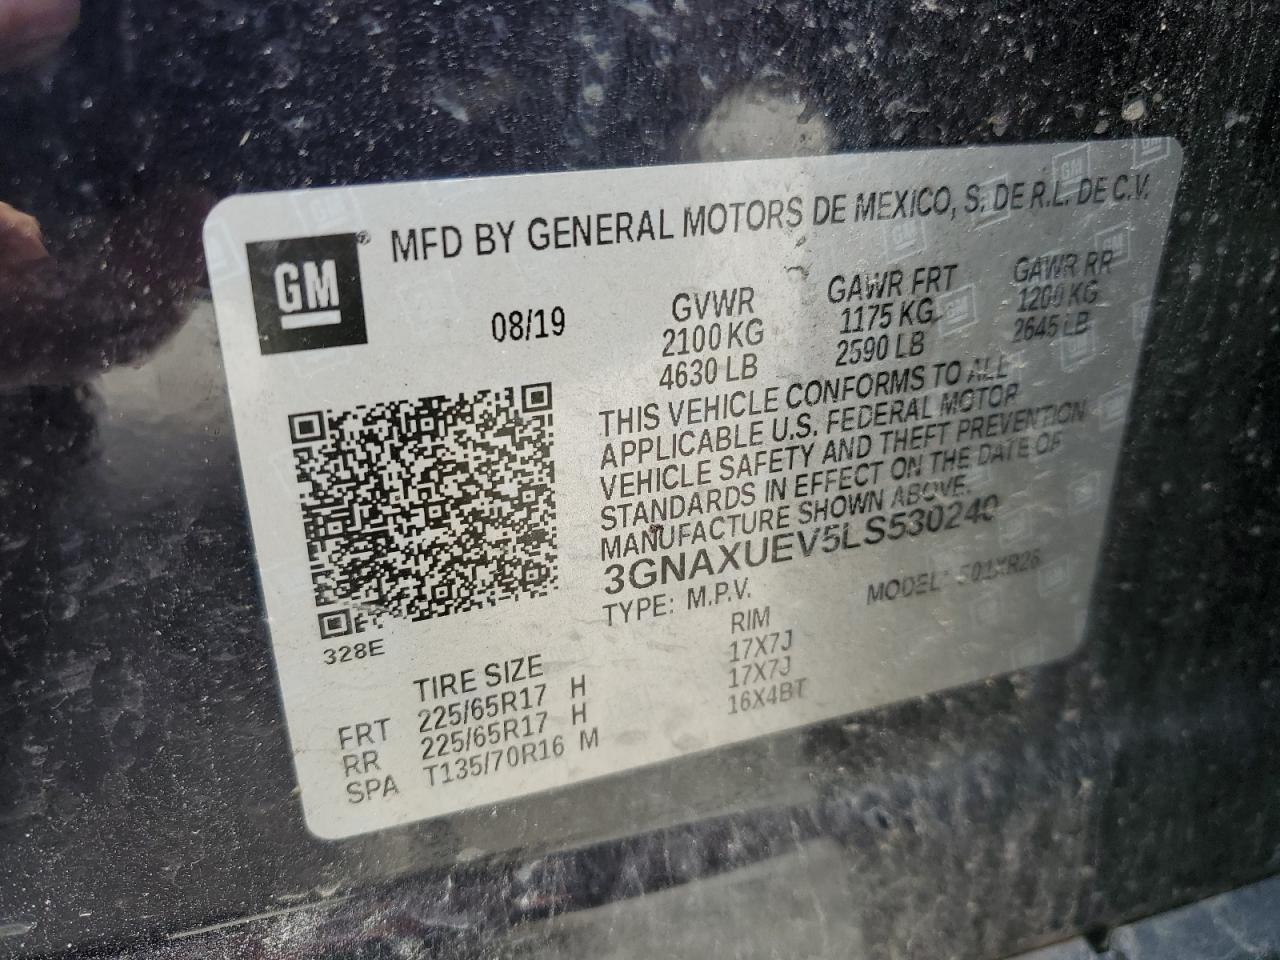 GM®
MFD BY GENERAL MOTORS DE MEXICO, S. DE R.L. DE C.V.
08/19
GVWR GAWR FRT GAWR RR
2100 KG 1175 KG 1200 KG
4630 LB 2590 LB 2645 LB
THIS VEHICLE CONFORMS TO ALL
APPLICABLE U.S. FEDERAL MOTOR
VEHICLE SAFETY AND THEFT PREVENTION
STANDARDS IN EFFECT ON THE DATE OF
MANUFACTURE SHOWN ABOVE.
3GNAXUEV5LS530240
TYPE: M.P.V. MODEL:
328E
TIRE SIZE RIM
FRT 225/65R17 H 17X7J
RR 225/65R17 H 17X7J
SPA T135/70R16 M 16X4BT